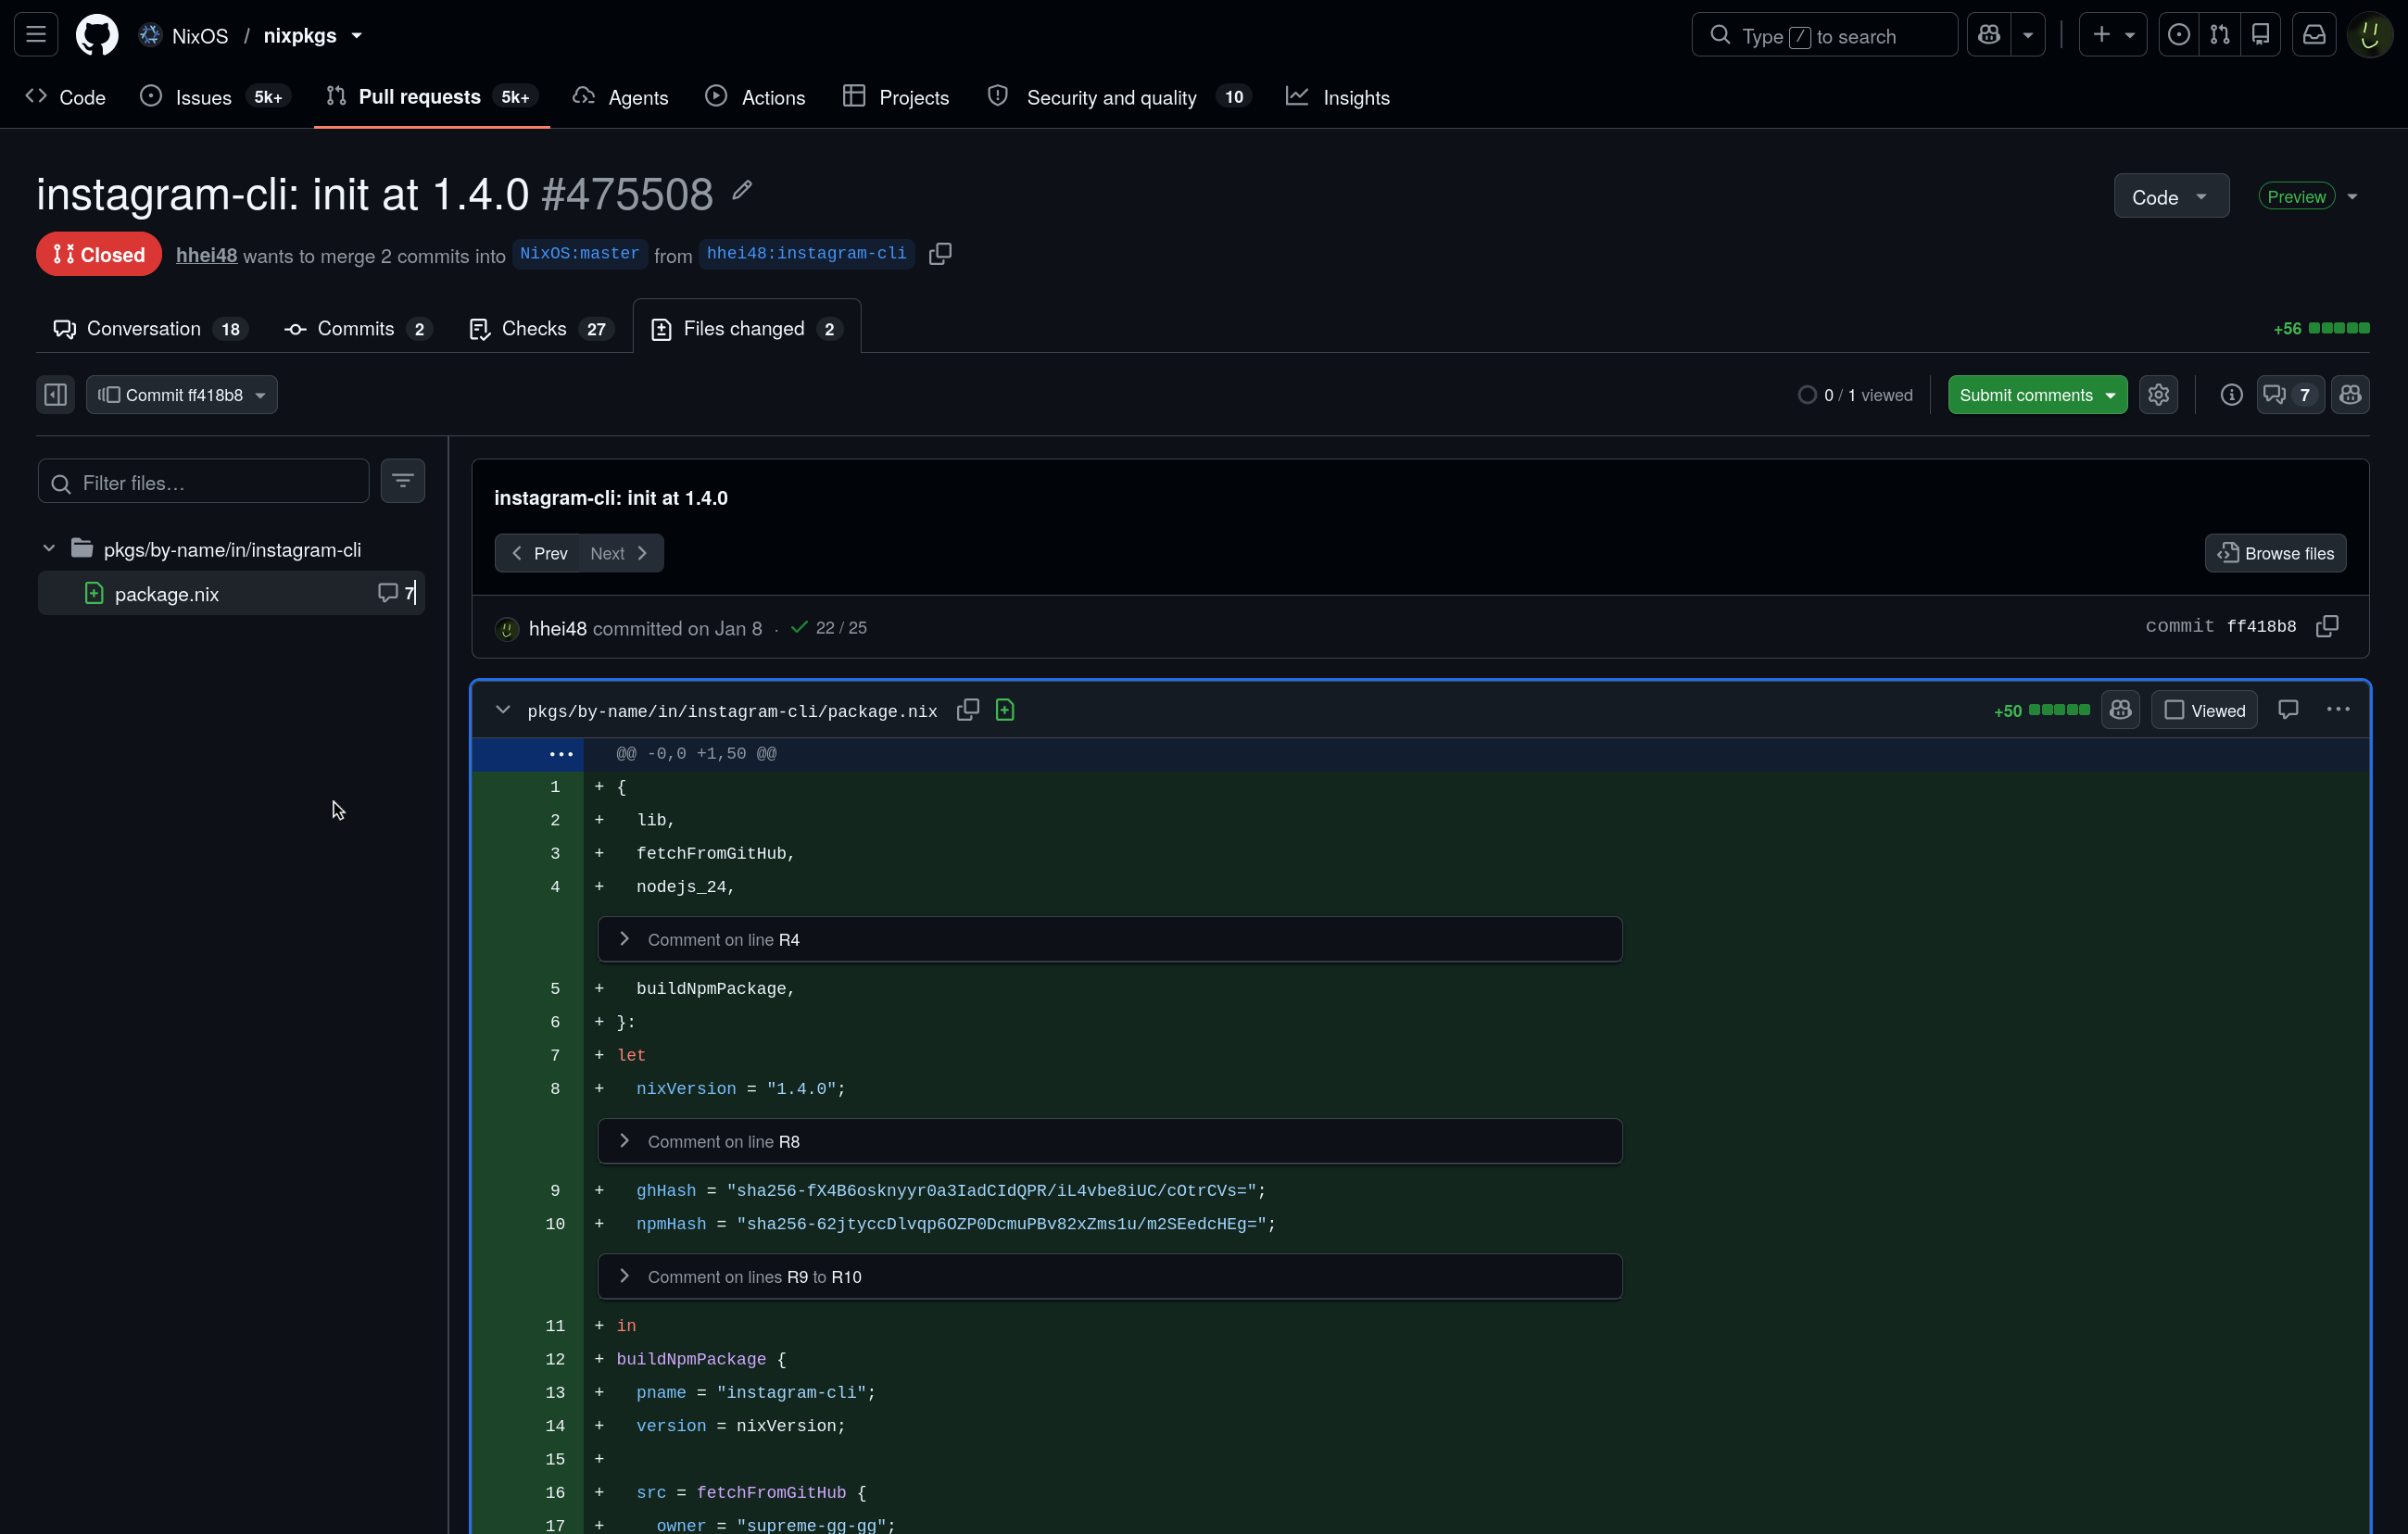 NixOS / nixpkgs
Type / to search
Code
Issues 5k+
Pull requests 5k+
Agents
Actions
Projects
Security and quality 10
Insights
instagram-cli: init at 1.4.0 #475508
Code
Preview
Closed
hhei48 wants to merge 2 commits into NixOS:master from hhei48:instagram-cli
Conversation 18
Commits 2
Checks 27
Files changed 2
+56
Commit ff418b8
0 / 1 viewed
Submit comments
7
Filter files…
pkgs/by-name/in/instagram-cli
package.nix 7
instagram-cli: init at 1.4.0
Prev Next
Browse files
hhei48 committed on Jan 8 · 22 / 25
commit ff418b8
pkgs/by-name/in/instagram-cli/package.nix
+50
Viewed
@@ -0,0 +1,50 @@
1 + {
2 + lib,
3 + fetchFromGitHub,
4 + nodejs_24,
Comment on line R4
5 + buildNpmPackage,
6 + }:
7 + let
8 + nixVersion = "1.4.0";
Comment on line R8
9 + ghHash = "sha256-fX4B6osknyyr0a3IadCIdQPR/iL4vbe8iUC/cOtrCVs=";
10 + npmHash = "sha256-62jtyccDlvqp6OZP0DcmuPBv82xZms1u/m2SEedcHEg=";
Comment on lines R9 to R10
11 + in
12 + buildNpmPackage {
13 + pname = "instagram-cli";
14 + version = nixVersion;
15 +
16 + src = fetchFromGitHub {
17 + owner = "supreme-gg-gg";